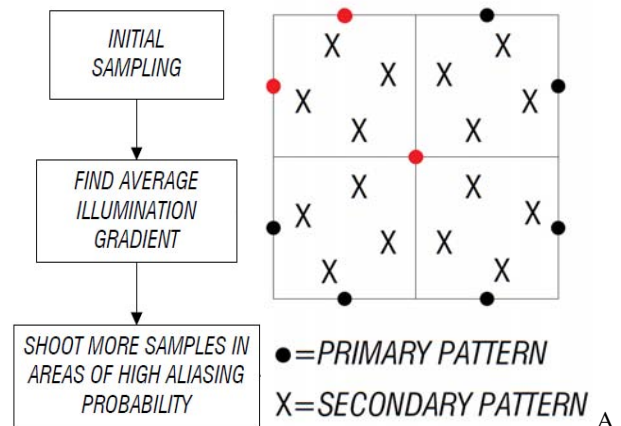 INITIAL
SAMPLING
FIND AVERAGE
ILLUMINATION
GRADIENT
SHOOT MORE SAMPLES IN
AREAS OF HIGH ALIASING
PROBABILITY
X X X X
X X X X
X X X X
X X X X
●=PRIMARY PATTERN
X=SECONDARY PATTERN
A